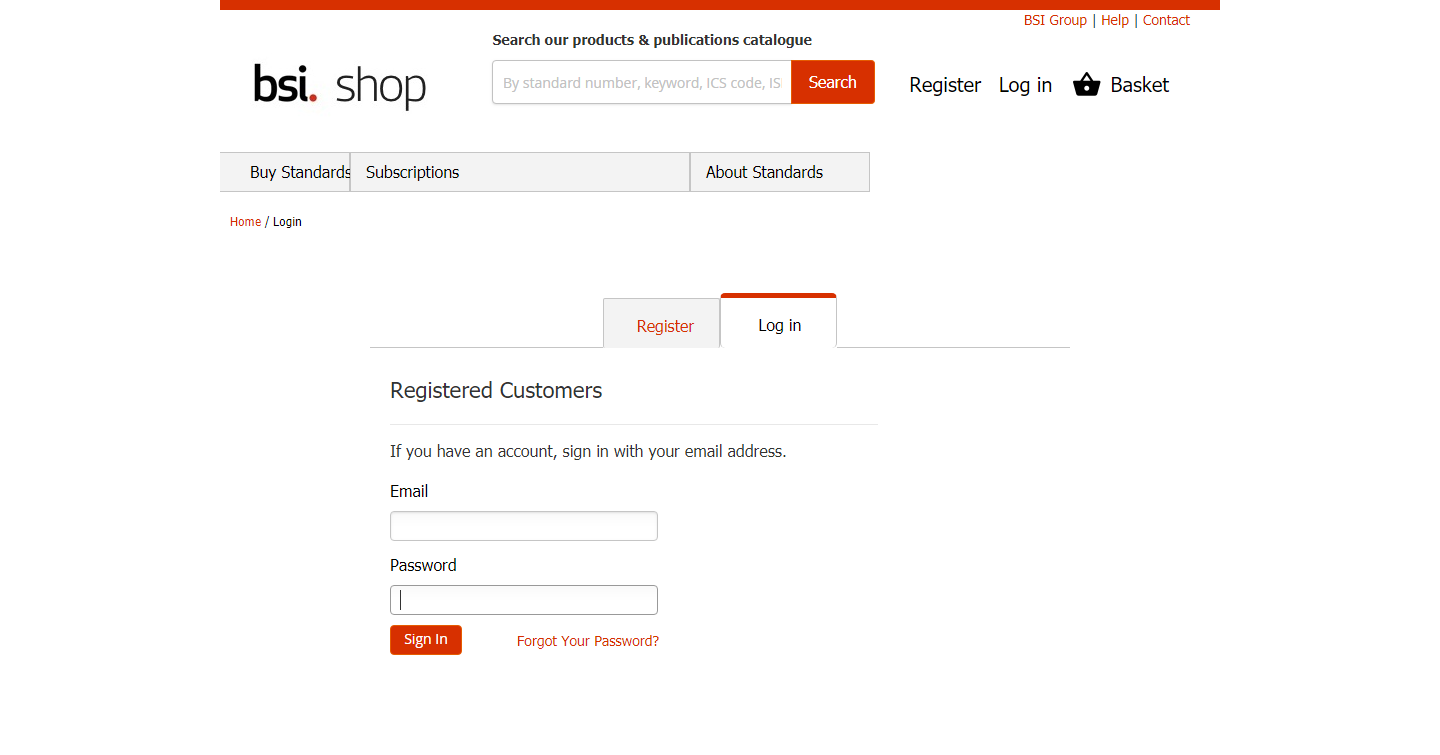 BSI Group | Help | Contact
Search our products & publications catalogue
bsi. shop
By standard number, keyword, ICS code, IS
Search
Register Log in Basket
Buy Standards Subscriptions About Standards
Home / Login
Register Log in
Registered Customers
If you have an account, sign in with your email address.
Email
Password
Sign In Forgot Your Password?